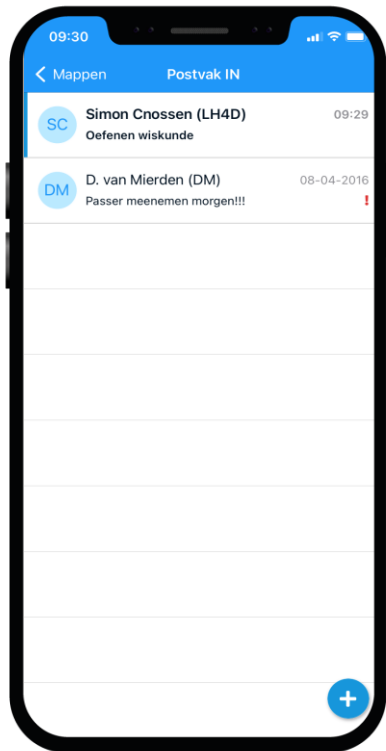 09:30
Mappen Postvak IN
SC Simon Cnossen (LH4D) 09:29
Oefenen wiskunde
DM D. van Mierden (DM) 08-04-2016
Passer meenemen morgen!!! !